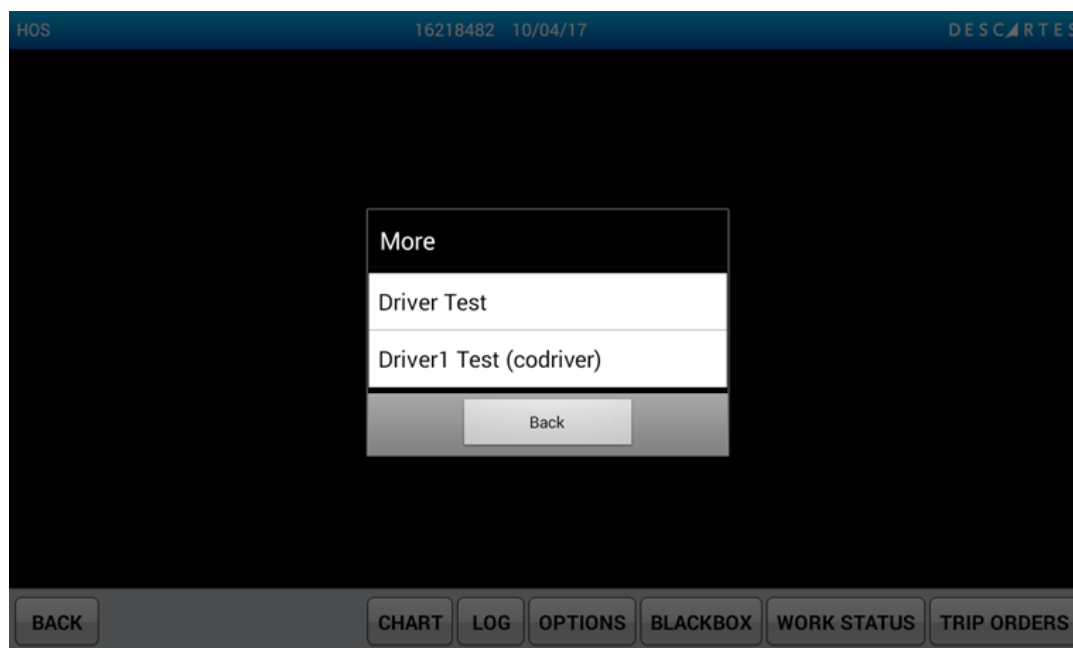 HOS 16218482 10/04/17 DESCARTES
More
Driver Test
Driver1 Test (codriver)
Back
BACK CHART LOG OPTIONS BLACKBOX WORK STATUS TRIP ORDERS